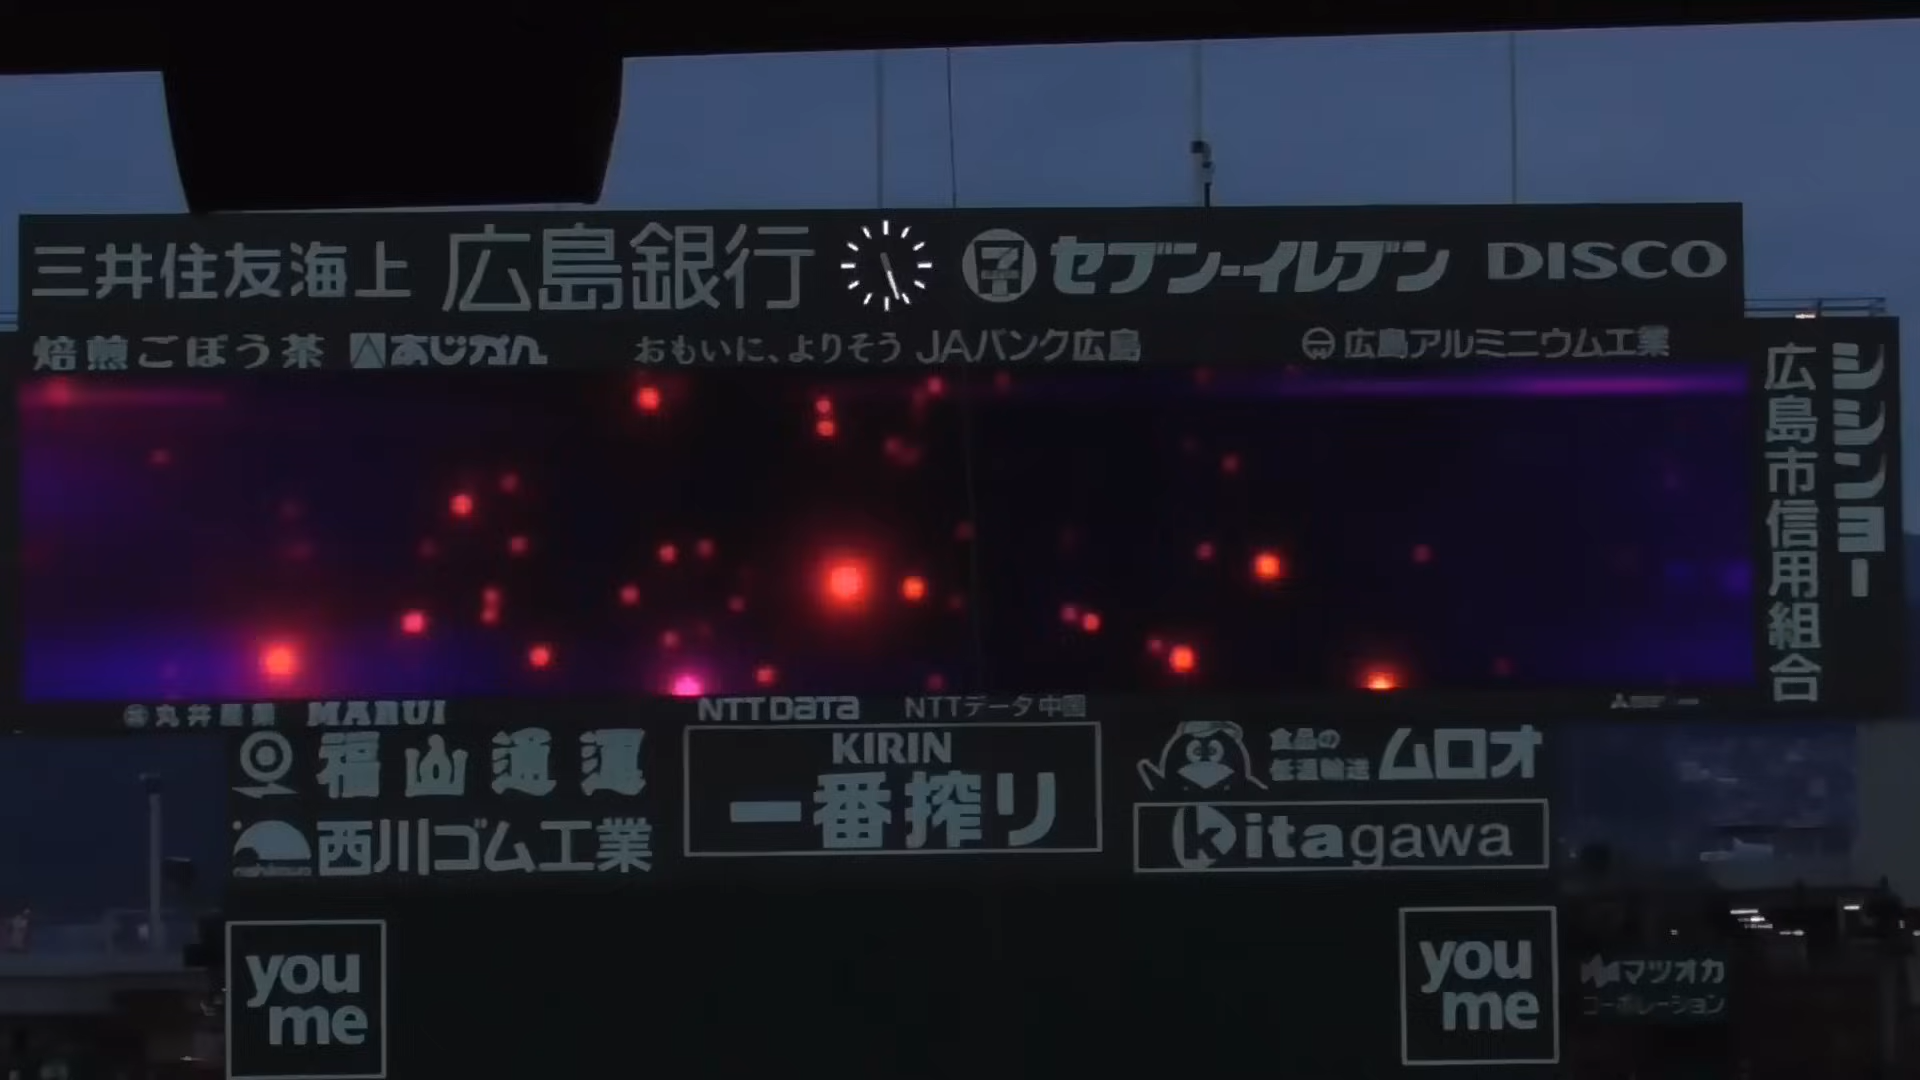 三井住友海上
広島銀行
7
セブン-イレブン
DISCO
焙煎ごぼう茶
あじかん
おもいに、よりそう JAバンク広島
広島アルミニウム工業
シシンヨー
広島市信用組合
丸井産業 MARUI
NTT DATA NTTデータ中国
福山通運
KIRIN
一番搾り
食品の
低温輸送
ムロオ
西川ゴム工業
Kitagawa
you
me
you
me
マツオカ
コーポレーション